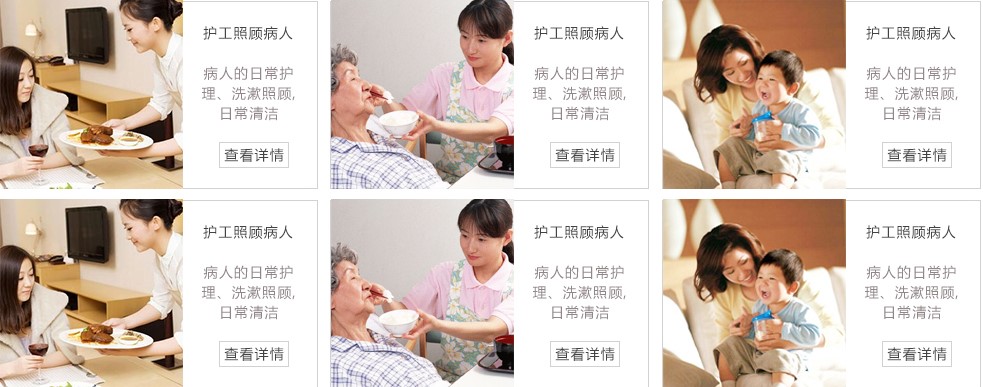 护工照顾病人
病人的日常护
理、洗漱照顾,
日常清洁
查看详情
护工照顾病人
病人的日常护
理、洗漱照顾,
日常清洁
查看详情
护工照顾病人
病人的日常护
理、洗漱照顾,
日常清洁
查看详情
护工照顾病人
病人的日常护
理、洗漱照顾,
日常清洁
查看详情
护工照顾病人
病人的日常护
理、洗漱照顾,
日常清洁
查看详情
护工照顾病人
病人的日常护
理、洗漱照顾,
日常清洁
查看详情